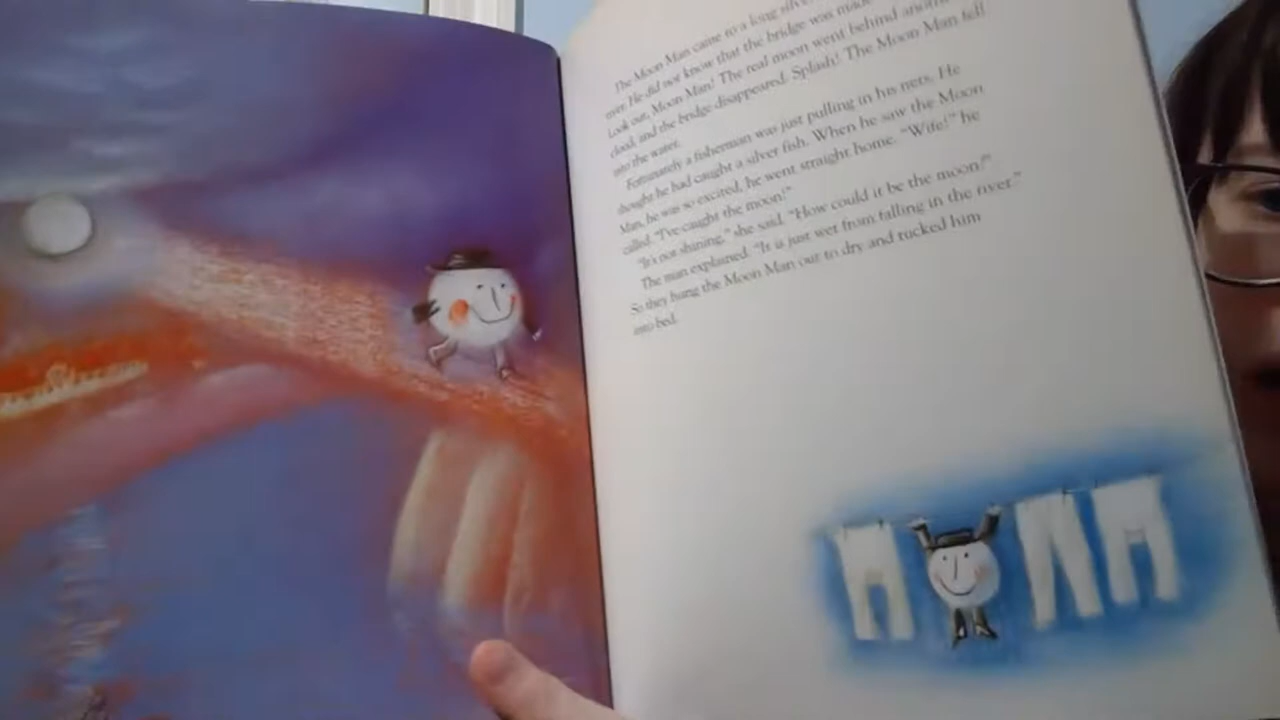 The Moon Man came to a long silver
river. He did not know that the bridge was made
Look out, Moon Man! The real moon went behind another
cloud, and the bridge disappeared. Splash! The Moon Man fell
into the water.
Fortunately a fisherman was just pulling in his nets. He
thought he had caught a silver fish. When he saw the Moon
Man, he was so excited, he went straight home. "Wife!" he
called. "I've caught the moon!"
"It's not shining," she said. "How could it be the moon?"
The man explained. "It is just wet from falling in the river."
So they hung the Moon Man out to dry and tucked him
into bed.